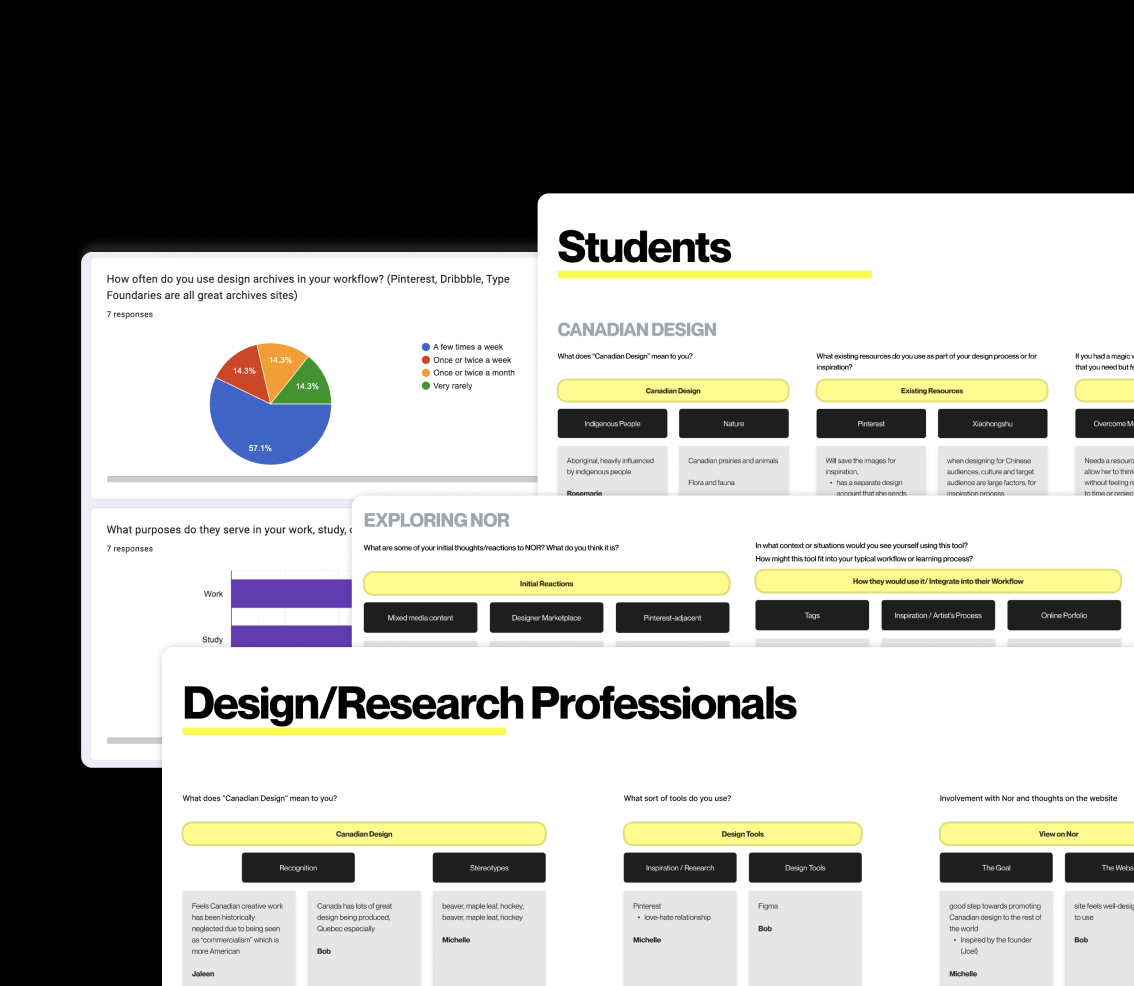 How often do you use design archives in your workflow? (Pinterest, Dribbble, Type
Foundaries are all great archives sites)
7 responses
A few times a week
Once or twice a week
Once or twice a month
Very rarely
14.3%
14.3%
14.3%
57.1%
What purposes do they serve in your work, study,
7 responses
Work
Study
Students
CANADIAN DESIGN
What does "Canadian Design" mean to you?
Canadian Design
Indigenous People
Nature
Aboriginal, heavily influenced
by indigenous people
Rosemarie
Canadian prairies and animals
Flora and fauna
What existing resources do you use as part of your design process or for
inspiration?
Existing Resources
Pinterest
Xiaohongshu
Will save the images for
inspiration,
• has a separate design
account that she sends
when designing for Chinese
audiences, culture and target
audience are large factors, for
inspiration process
If you had a magic
that you need but
Overcome
Needs a resourc
allow her to think
without feeling
to time or project
EXPLORING NOR
What are some of your initial thoughts/reactions to NOR? What do you think it is?
Initial Reactions
Mixed media content
Designer Marketplace
Pinterest-adjacent
In what context or situations would you see yourself using this tool?
How might this tool fit into your typical workflow or learning process?
How they would use it/ Integrate into their Workflow
Tags
Inspiration / Artist's Process
Online Porfolio
Design/Research Professionals
What does "Canadian Design" mean to you?
Canadian Design
Recognition
Stereotypes
Feels Canadian creative work
has been historically
neglected due to being seen
as "commercialism" which is
more American
Jaleen
Canada has lots of great
design being produced,
Quebec especially
Bob
beaver, maple leaf, hockey,
beaver, maple leaf, hockey
Michelle
What sort of tools do you use?
Design Tools
Inspiration / Research
Design Tools
Pinterest
• love-hate relationship
Michelle
Figma
Bob
Involvement with Nor and thoughts on the website
View on Nor
The Goal
The Webs
good step towards promoting
Canadian design to the rest of
the world
• Inspired by the founder
(Joel)
Michelle
site feels well-desig
to use
Bob